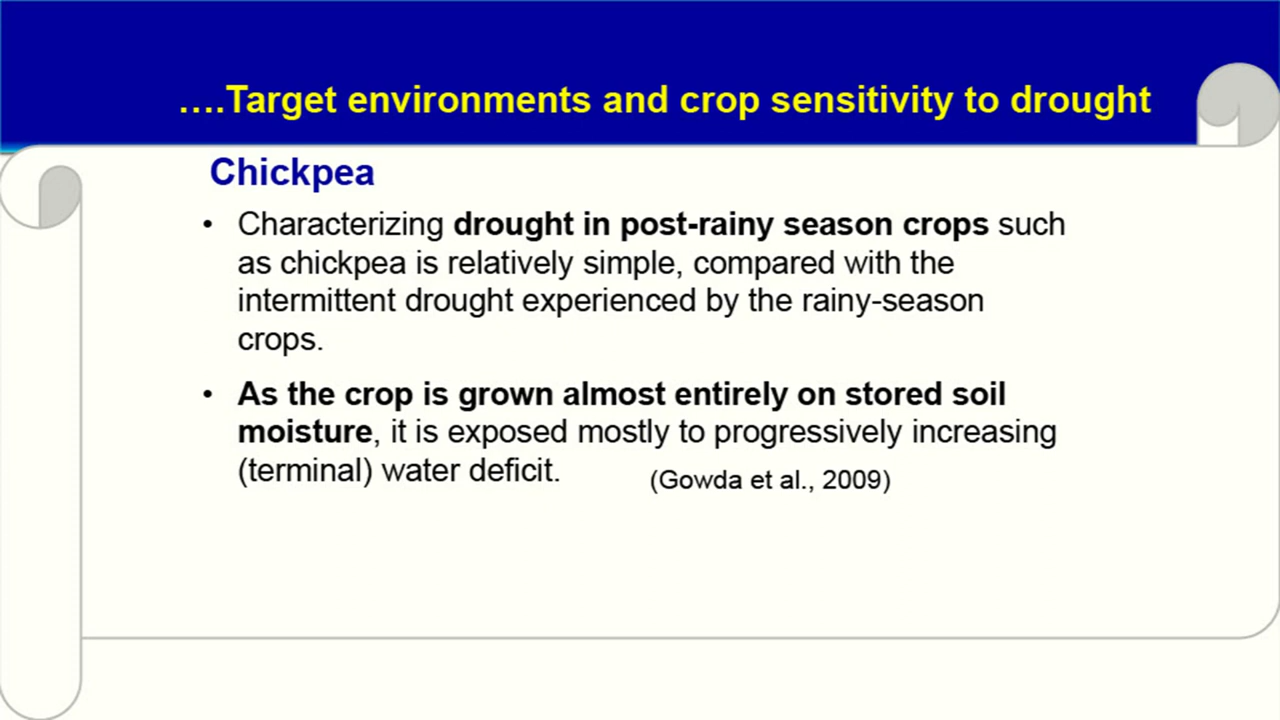 ….Target environments and crop sensitivity to drought
Chickpea
• Characterizing drought in post-rainy season crops such
as chickpea is relatively simple, compared with the
intermittent drought experienced by the rainy-season
crops.
• As the crop is grown almost entirely on stored soil
moisture, it is exposed mostly to progressively increasing
(terminal) water deficit. (Gowda et al., 2009)